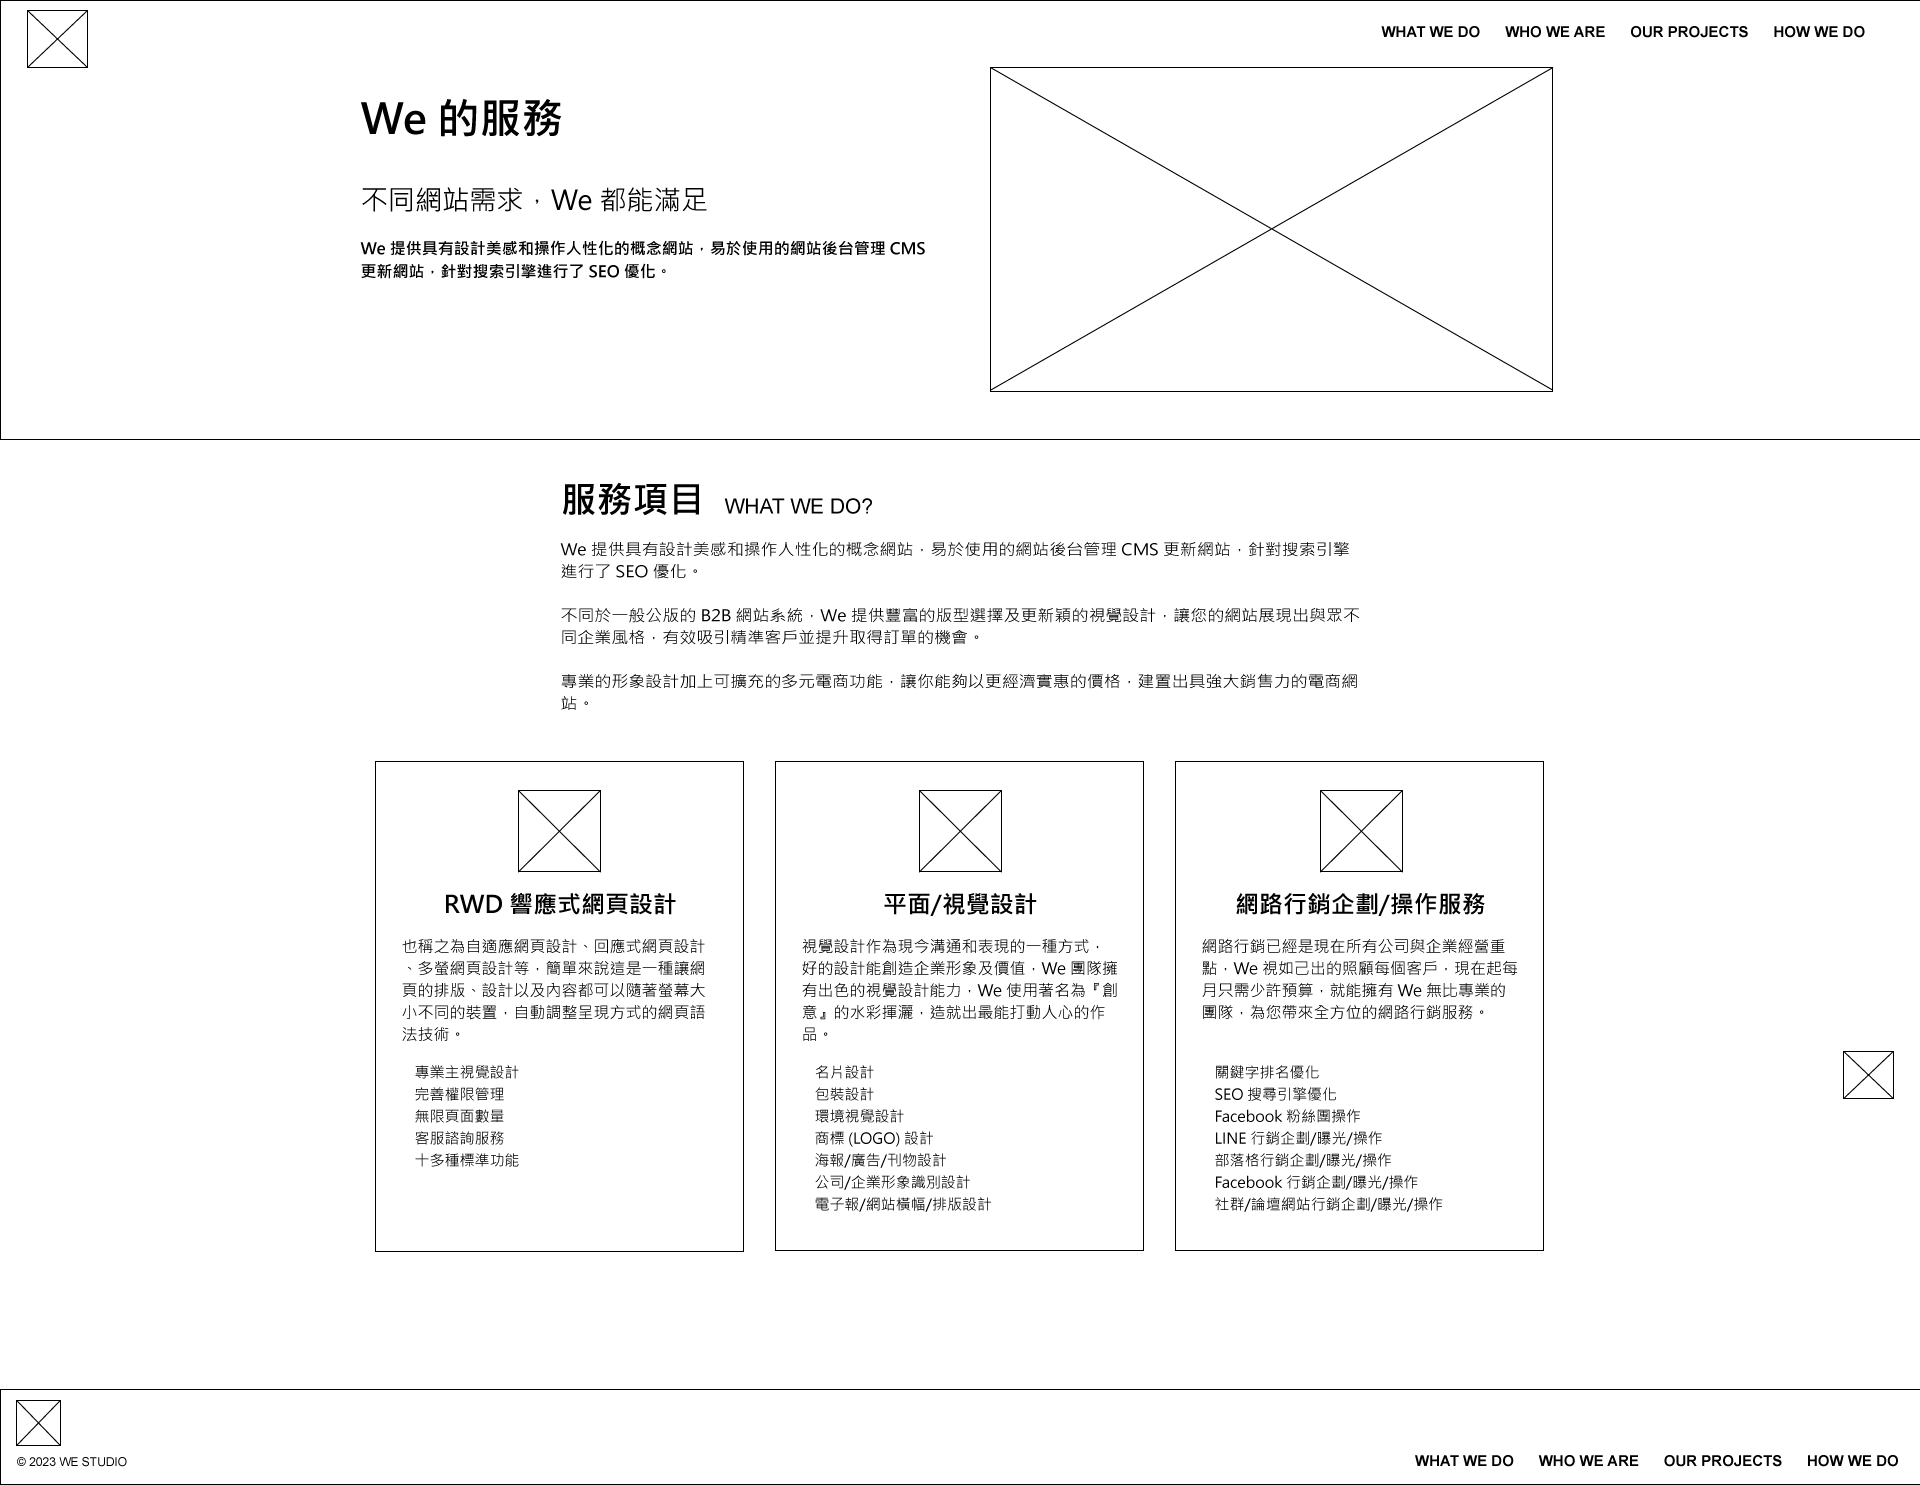 WHAT WE DO WHO WE ARE OUR PROJECTS HOW WE DO
We 的服務
不同網站需求，We 都能滿足
We 提供具有設計美感和操作人性化的概念網站，易於使用的網站後台管理 CMS
更新網站，針對搜索引擎進行了 SEO 優化。
服務項目 WHAT WE DO?
We 提供具有設計美感和操作人性化的概念網站，易於使用的網站後台管理 CMS 更新網站，針對搜索引擎
進行了 SEO 優化。
不同於一般公版的 B2B 網站系統，We 提供豐富的版型選擇及更新穎的視覺設計，讓您的網站展現出與眾不
同企業風格，有效吸引精準客戶並提升取得訂單的機會。
專業的形象設計加上可擴充的多元電商功能，讓你能夠以更經濟實惠的價格，建置出具強大銷售力的電商網
站。
RWD 響應式網頁設計
也稱之為自適應網頁設計、回應式網頁設計
、多螢網頁設計等，簡單來說這是一種讓網
頁的排版、設計以及內容都可以隨著螢幕大
小不同的裝置，自動調整呈現方式的網頁語
法技術。
專業主視覺設計
完善權限管理
無限頁面數量
客服諮詢服務
十多種標準功能
平面/視覺設計
視覺設計作為現今溝通和表現的一種方式，
好的設計能創造企業形象及價值，We 團隊擁
有出色的視覺設計能力，We 使用著名為『創
意』的水彩揮灑，造就出最能打動人心的作
品。
名片設計
包裝設計
環境視覺設計
商標 (LOGO) 設計
海報/廣告/刊物設計
公司/企業形象識別設計
電子報/網站橫幅/排版設計
網路行銷企劃/操作服務
網路行銷已經是現在所有公司與企業經營重
點，We 視如己出的照顧每個客戶，現在起每
月只需少許預算，就能擁有 We 無比專業的
團隊，為您帶來全方位的網路行銷服務。
關鍵字排名優化
SEO 搜尋引擎優化
Facebook 粉絲團操作
LINE 行銷企劃/曝光/操作
部落格行銷企劃/曝光/操作
Facebook 行銷企劃/曝光/操作
社群/論壇網站行銷企劃/曝光/操作
© 2023 WE STUDIO
WHAT WE DO WHO WE ARE OUR PROJECTS HOW WE DO